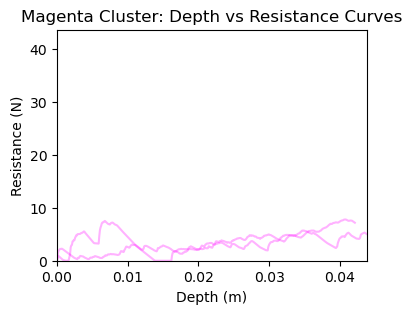 Magenta Cluster: Depth vs Resistance Curves
Resistance (N)
40
30
20
10
0
0.00 0.01 0.02 0.03 0.04
Depth (m)